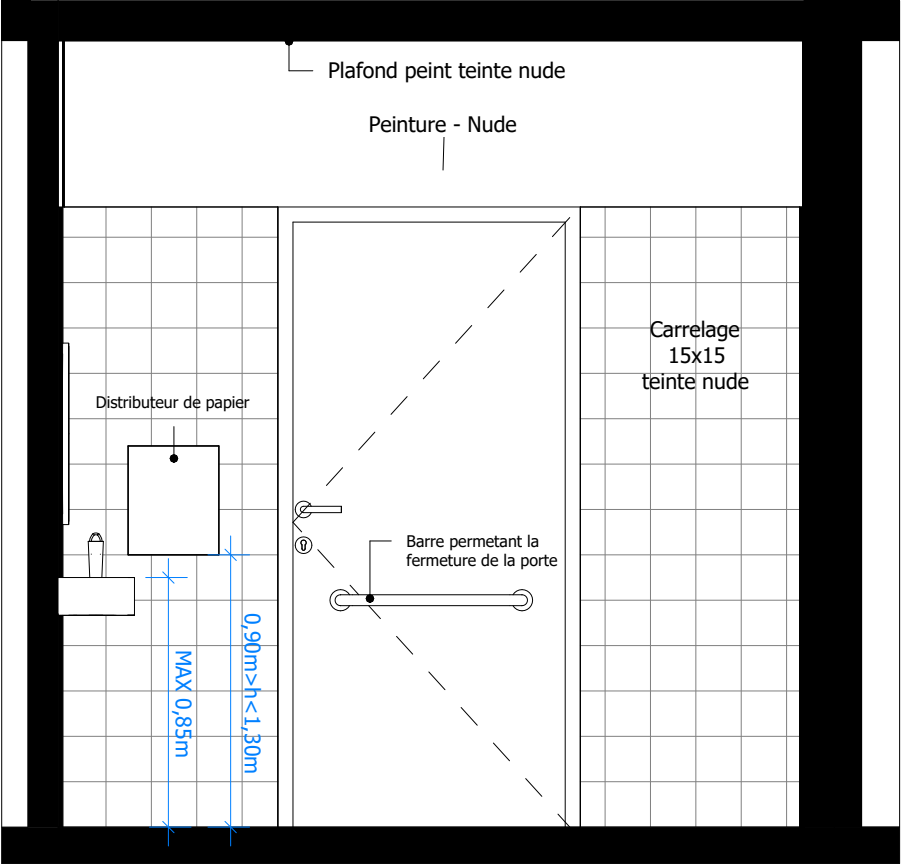 Plafond peint teinte nude
Peinture - Nude
Carrelage
15x15
teinte nude
Distributeur de papier
Barre permetant la
fermeture de la porte
0,90m>h<1,30m
MAX 0,85m